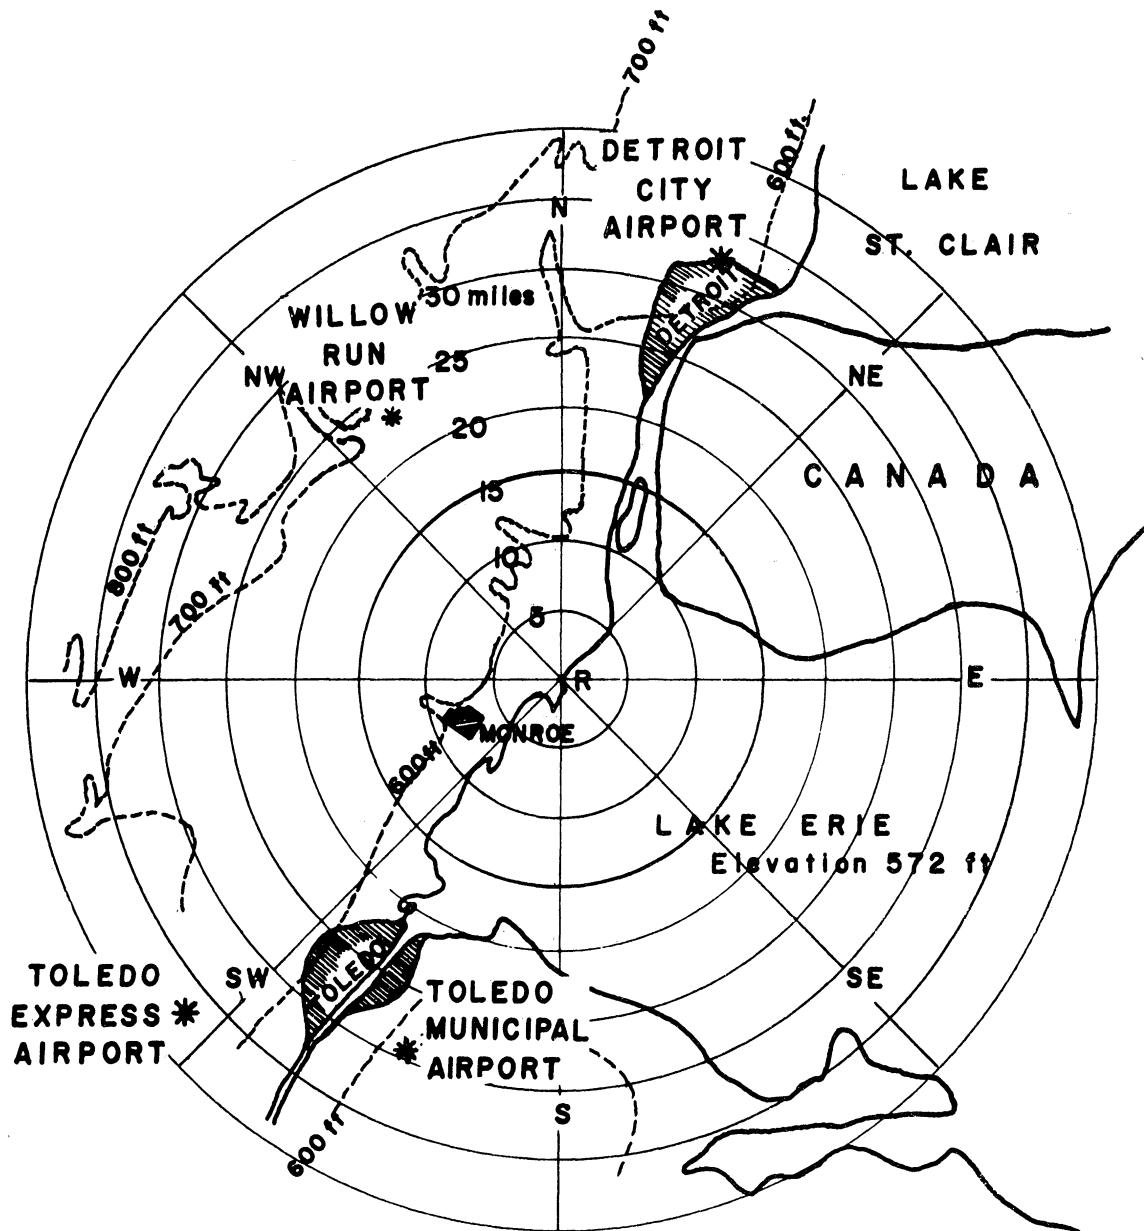 700 ft
DETROIT
CITY
AIRPORT
600 ft.
LAKE
ST. CLAIR
N
DETROIT
30 miles
WILLOW
RUN
AIRPORT
NW
25
NE
20
CANADA
15
800 ft
10
700 ft
5
W
R
E
MONROE
600 ft
LAKE ERIE
Elevation 572 ft
TOLEDO
TOLEDO
EXPRESS
AIRPORT
SW
SE
TOLEDO
MUNICIPAL
AIRPORT
S
600 ft